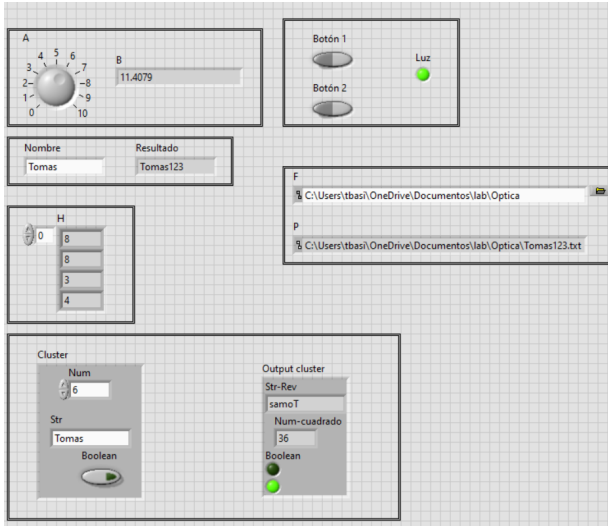 A
0 1 2 3 4 5 6 7 8 9 10
B
11,4079
Botón 1
Botón 2
Luz
Nombre
Tomas
Resultado
Tomas123
F
C:\Users\tbasi\OneDrive\Documentos\lab\Optica
P
C:\Users\tbasi\OneDrive\Documentos\lab\Optica\Tomas123.txt
H
0
8
8
3
4
Cluster
Num
6
Str
Tomas
Boolean
Output cluster
Str-Rev
samoT
Num-cuadrado
36
Boolean